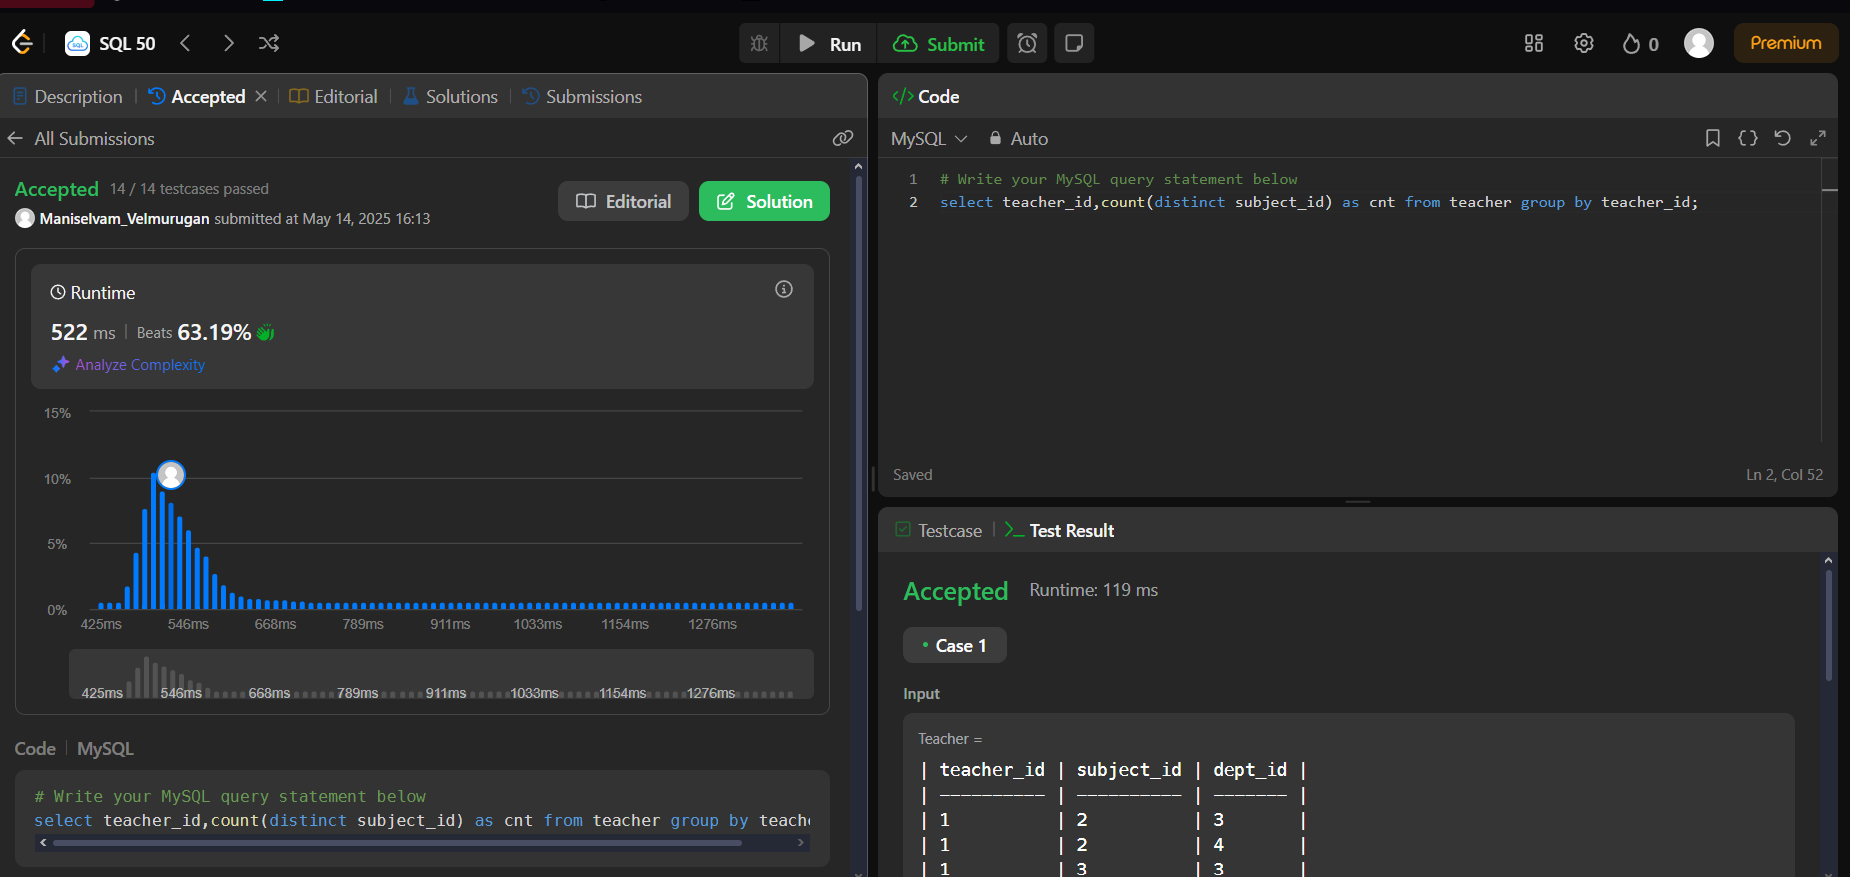 SQL 50
Run
Submit
0
Premium
Description
Accepted
Editorial
Solutions
Submissions
All Submissions
Accepted 14 / 14 testcases passed
Maniselvam_Velmurugan submitted at May 14, 2025 16:13
Editorial
Solution
Runtime
522 ms Beats 63.19%
Analyze Complexity
15%
10%
5%
0%
425ms 546ms 668ms 789ms 911ms 1033ms 1154ms 1276ms
425ms 546ms 668ms 789ms 911ms 1033ms 1154ms 1276ms
Code MySQL
# Write your MySQL query statement below
select teacher_id,count(distinct subject_id) as cnt from teacher group by teach
</> Code
MySQL
Auto
1 # Write your MySQL query statement below
2 select teacher_id,count(distinct subject_id) as cnt from teacher group by teacher_id;
Saved
Ln 2, Col 52
Testcase
Test Result
Accepted Runtime: 119 ms
Case 1
Input
Teacher =
| teacher_id | subject_id | dept_id |
| ---------- | ---------- | ------- |
| 1 | 2 | 3 |
| 1 | 2 | 4 |
| 1 | 3 | 3 |